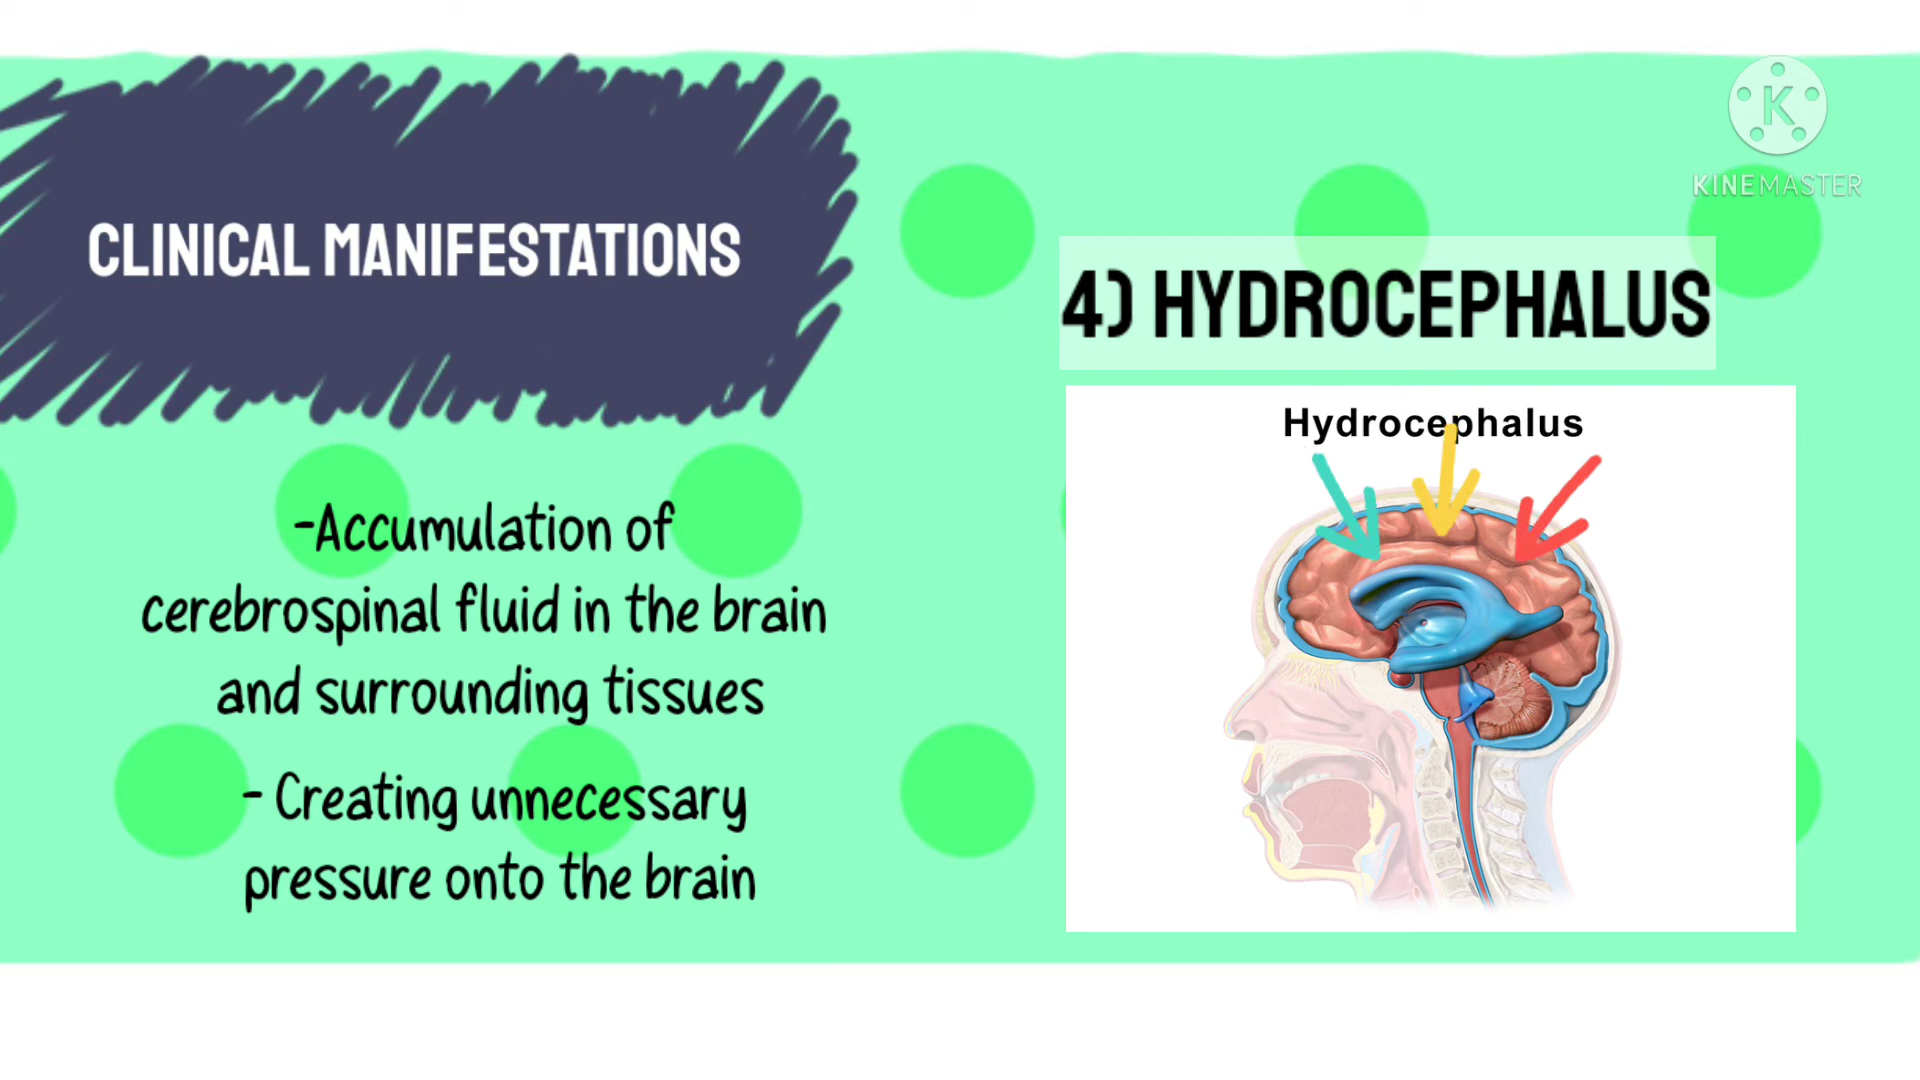 KINEMASTER
CLINICAL MANIFESTATIONS
4) HYDROCEPHALUS
Hydrocephalus
-Accumulation of
cerebrospinal fluid in the brain
and surrounding tissues
- Creating unnecessary
pressure onto the brain